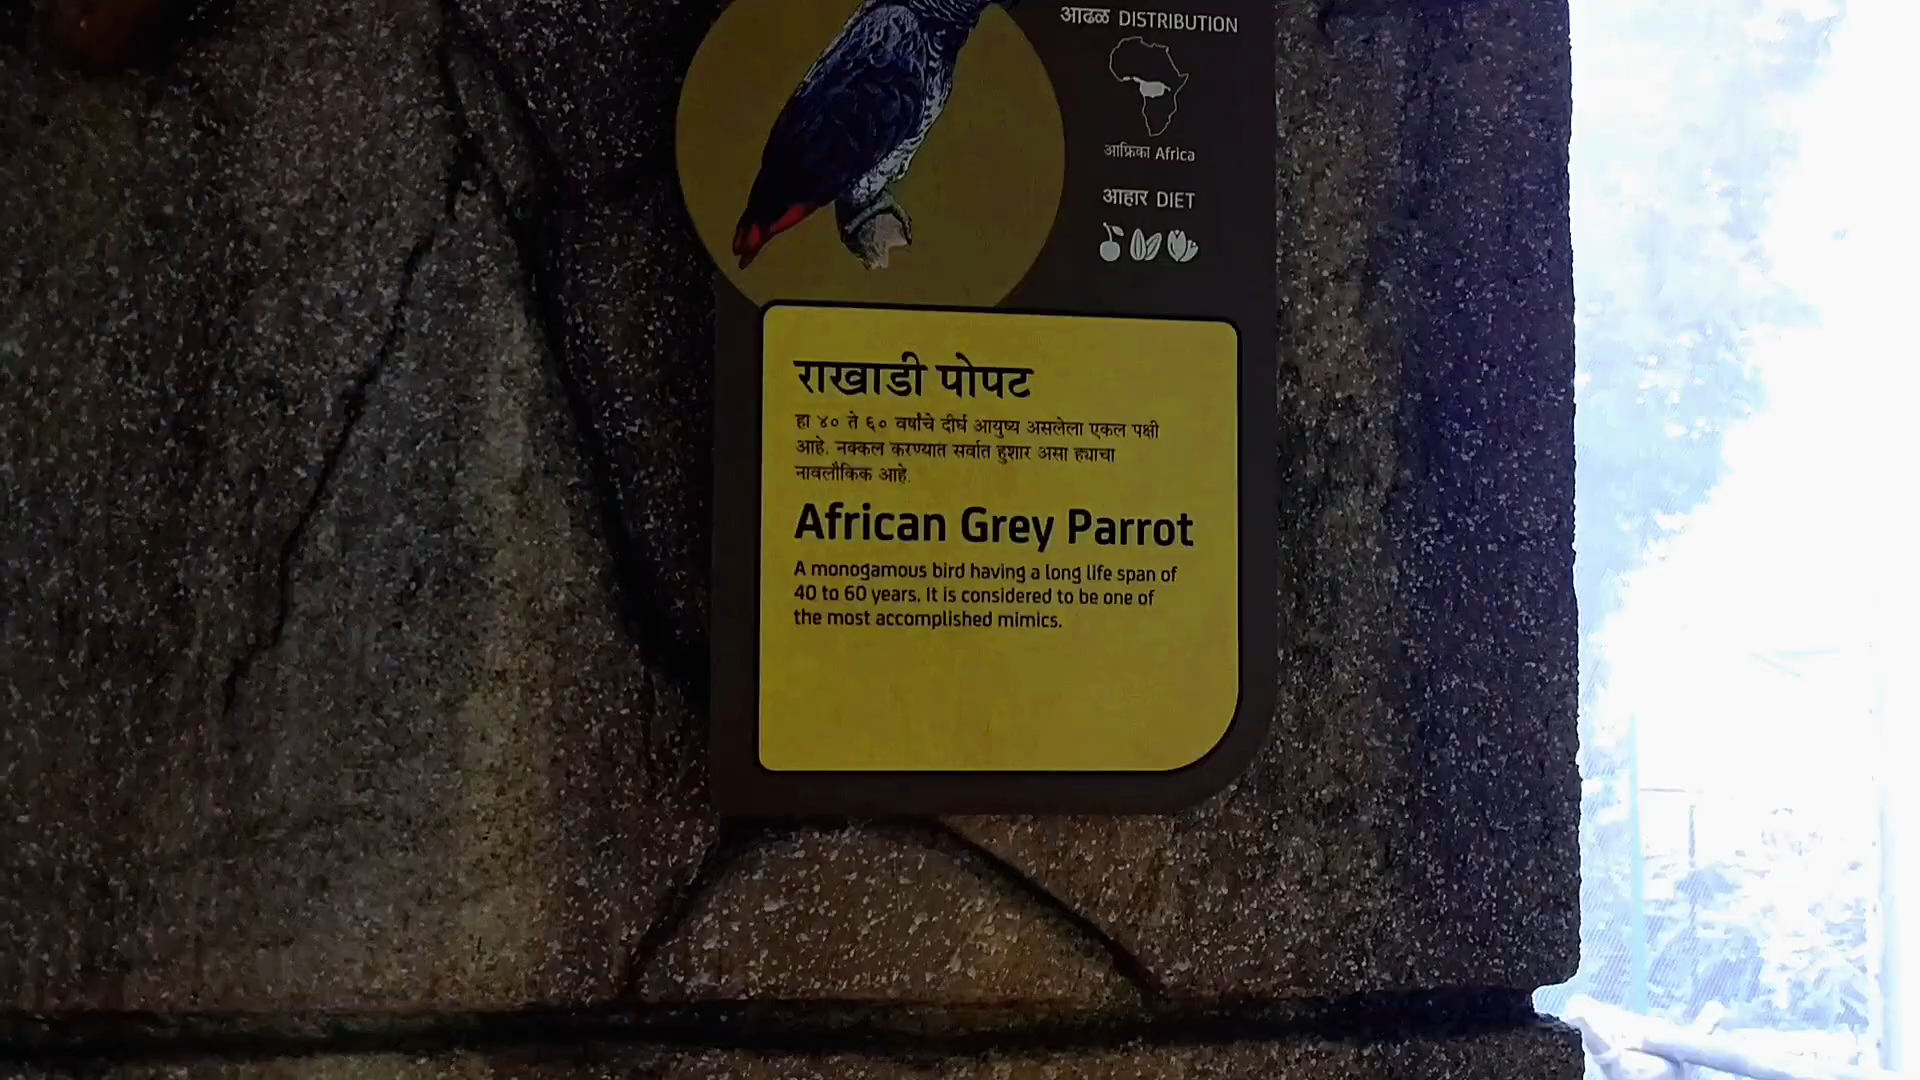 आढळ DISTRIBUTION
आफ्रिका Africa
आहार DIET
राखाडी पोपट
हा ४० ते ६० वर्षांचे दीर्घ आयुष्य असलेला एकल पक्षी
आहे. नक्कल करण्यात सर्वात हुशार असा ह्याचा
नावलौकिक आहे.
African Grey Parrot
A monogamous bird having a long life span of
40 to 60 years. It is considered to be one of
the most accomplished mimics.